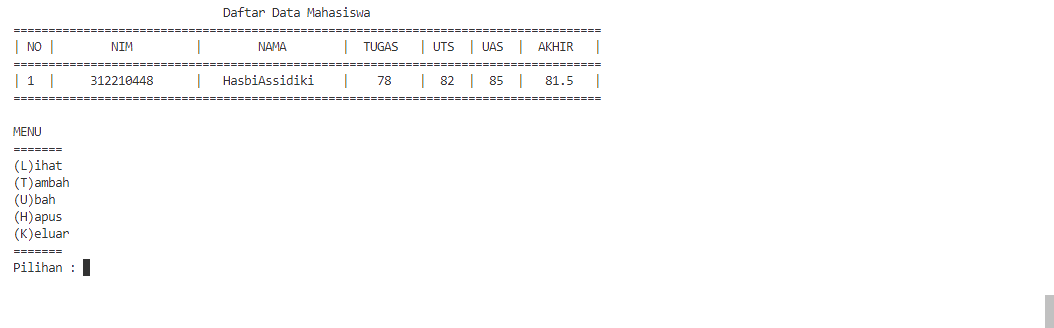 Daftar Data Mahasiswa
====================================================================================
| NO |        NIM         |        NAMA        |  TUGAS   | UTS  | UAS  |  AKHIR   |
====================================================================================
| 1  |     312210448      |   HasbiAssidiki    |    78    |  82  |  85  |   81.5   |
====================================================================================
MENU
=======
(L)ihat
(T)ambah
(U)bah
(H)apus
(K)eluar
=======
Pilihan :